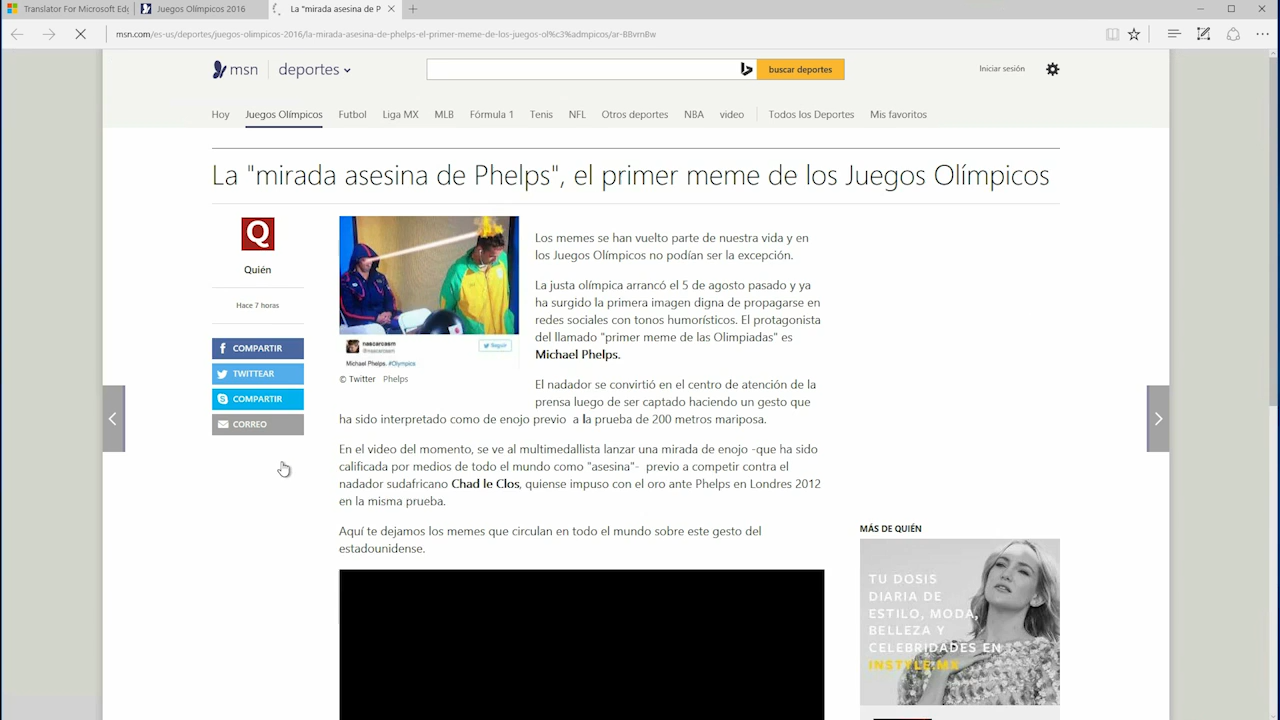 Translator For Microsoft Edg
Juegos Olímpicos 2016
La "mirada asesina de P
msn.com/es-us/deportes/juegos-olimpicos-2016/la-mirada-asesina-de-phelps-el-primer-meme-de-los-juegos-ol%c3%admpicos/ar-BBvrnBw
msn
deportes
buscar deportes
Iniciar sesión
Hoy Juegos Olímpicos Futbol Liga MX MLB Fórmula 1 Tenis NFL Otros deportes NBA video Todos los Deportes Mis favoritos
La "mirada asesina de Phelps", el primer meme de los Juegos Olímpicos
Q
Quién
Hace 7 horas
COMPARTIR
TWITTEAR
COMPARTIR
CORREO
nascarcasm
@nascarcasm
Seguir
Michael Phelps. #Olympics
© Twitter Phelps
Los memes se han vuelto parte de nuestra vida y en
los Juegos Olímpicos no podían ser la excepción.
La justa olímpica arrancó el 5 de agosto pasado y ya
ha surgido la primera imagen digna de propagarse en
redes sociales con tonos humorísticos. El protagonista
del llamado "primer meme de las Olimpiadas" es
Michael Phelps.
El nadador se convirtió en el centro de atención de la
prensa luego de ser captado haciendo un gesto que
ha sido interpretado como de enojo previo a la prueba de 200 metros mariposa.
En el video del momento, se ve al multimedallista lanzar una mirada de enojo -que ha sido
calificada por medios de todo el mundo como "asesina"- previo a competir contra el
nadador sudafricano Chad le Clos, quiense impuso con el oro ante Phelps en Londres 2012
en la misma prueba.
Aquí te dejamos los memes que circulan en todo el mundo sobre este gesto del
estadounidense.
MÁS DE QUIÉN
TU DOSIS
DIARIA DE
ESTILO, MODA,
BELLEZA Y
CELEBRIDADES EN
INSTYLE.MX